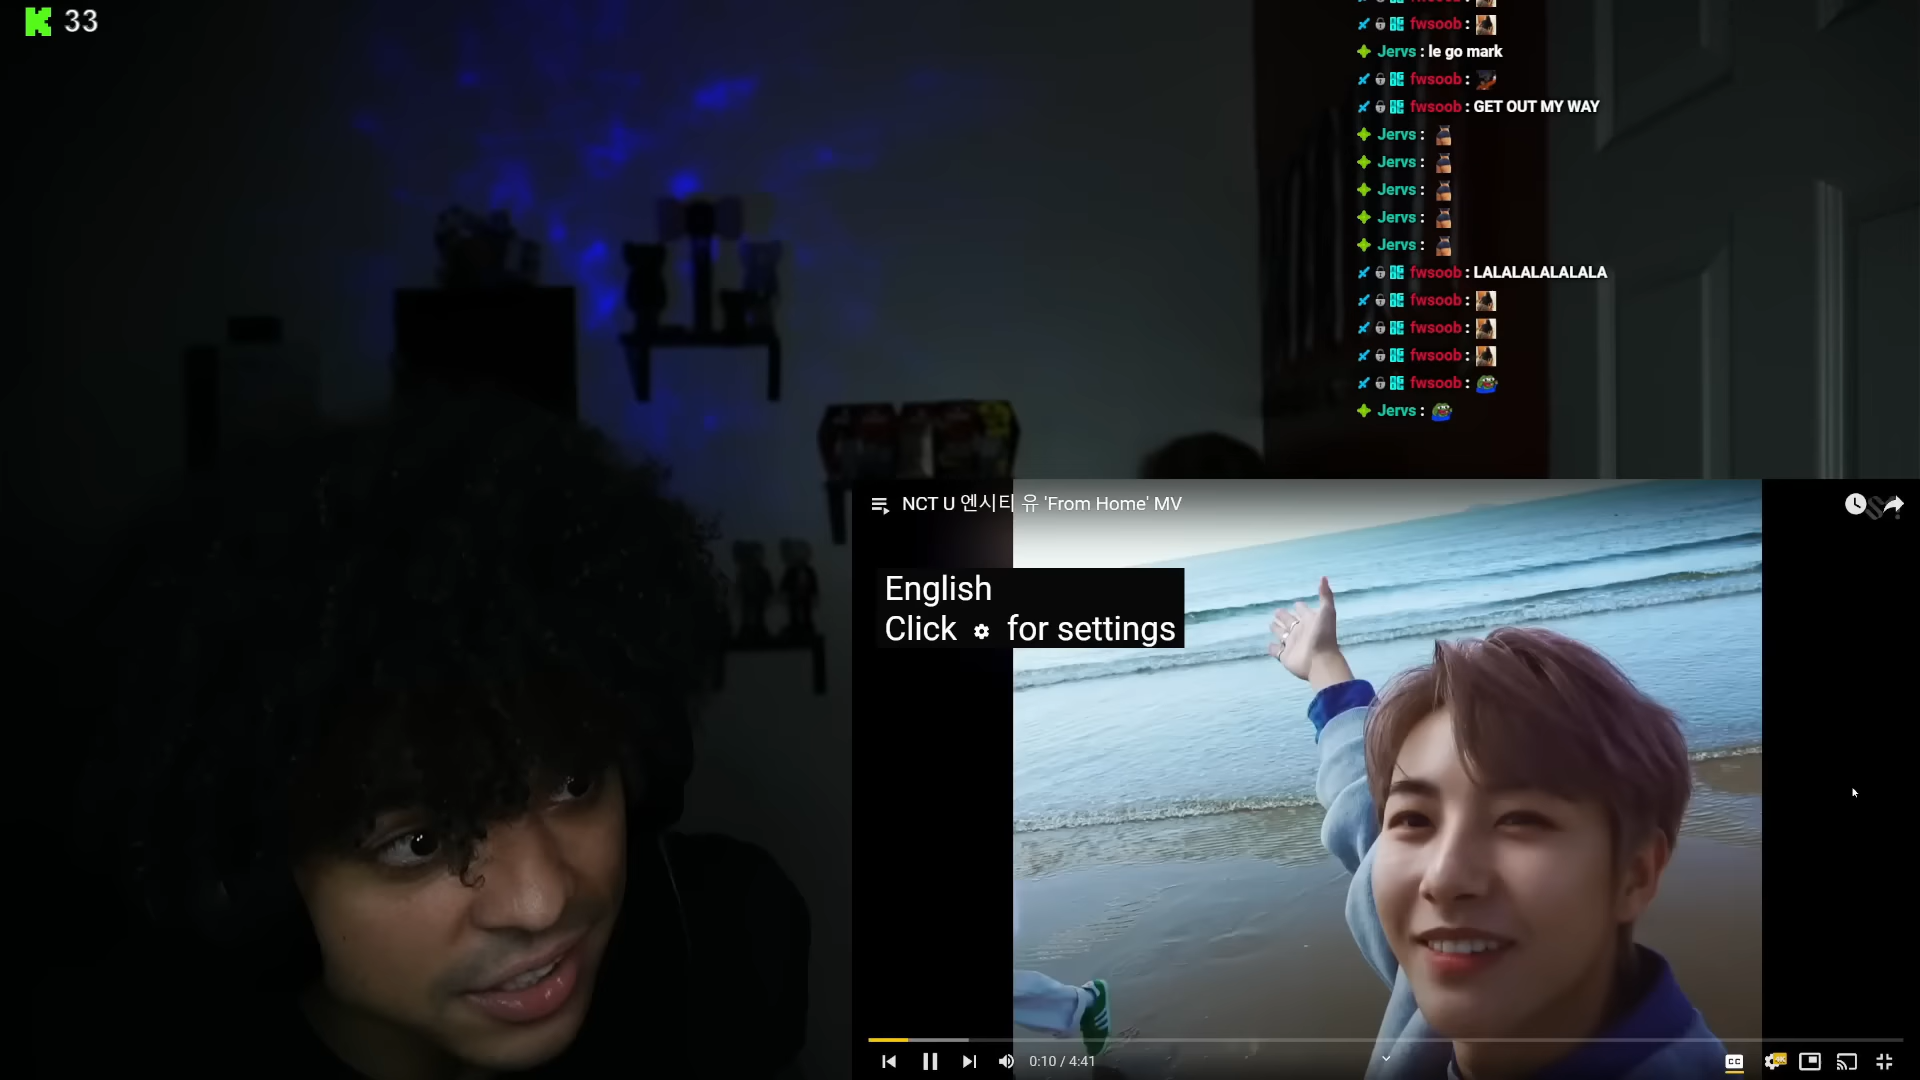 33
fwsoob :
Jervs : le go mark
fwsoob :
fwsoob : GET OUT MY WAY
Jervs :
Jervs :
Jervs :
Jervs :
Jervs :
fwsoob : LALALALALALALA
fwsoob :
fwsoob :
fwsoob :
fwsoob :
Jervs :
NCT U 엔시티 유 'From Home' MV
English
Click for settings
0:10 / 4:41
CC
4K